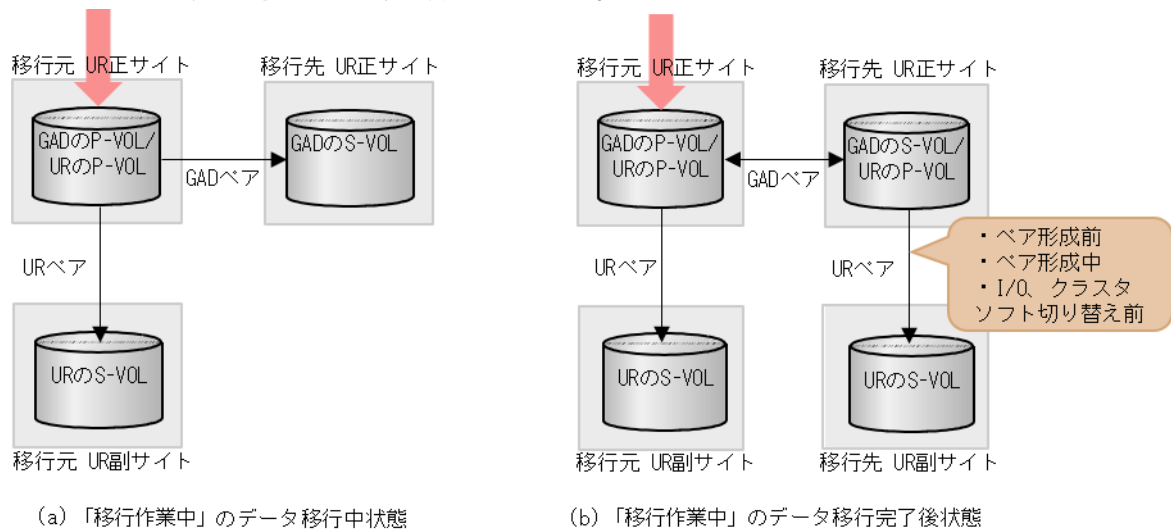 移行元 UR正サイト
移行先 UR正サイト
GADのP-VOL/
URのP-VOL
GADのS-VOL
GADペア
URペア
URのS-VOL
移行元 UR副サイト
(a) 「移行作業中」のデータ移行中状態
移行元 UR正サイト
移行先 UR正サイト
GADのP-VOL/
URのP-VOL
GADのS-VOL/
URのP-VOL
GADペア
URペア
URペア
・ペア形成前
・ペア形成中
・I/O、クラスタ
ソフト切り替え前
URのS-VOL
URのS-VOL
移行元 UR副サイト
移行先 UR副サイト
(b) 「移行作業中」のデータ移行完了後状態